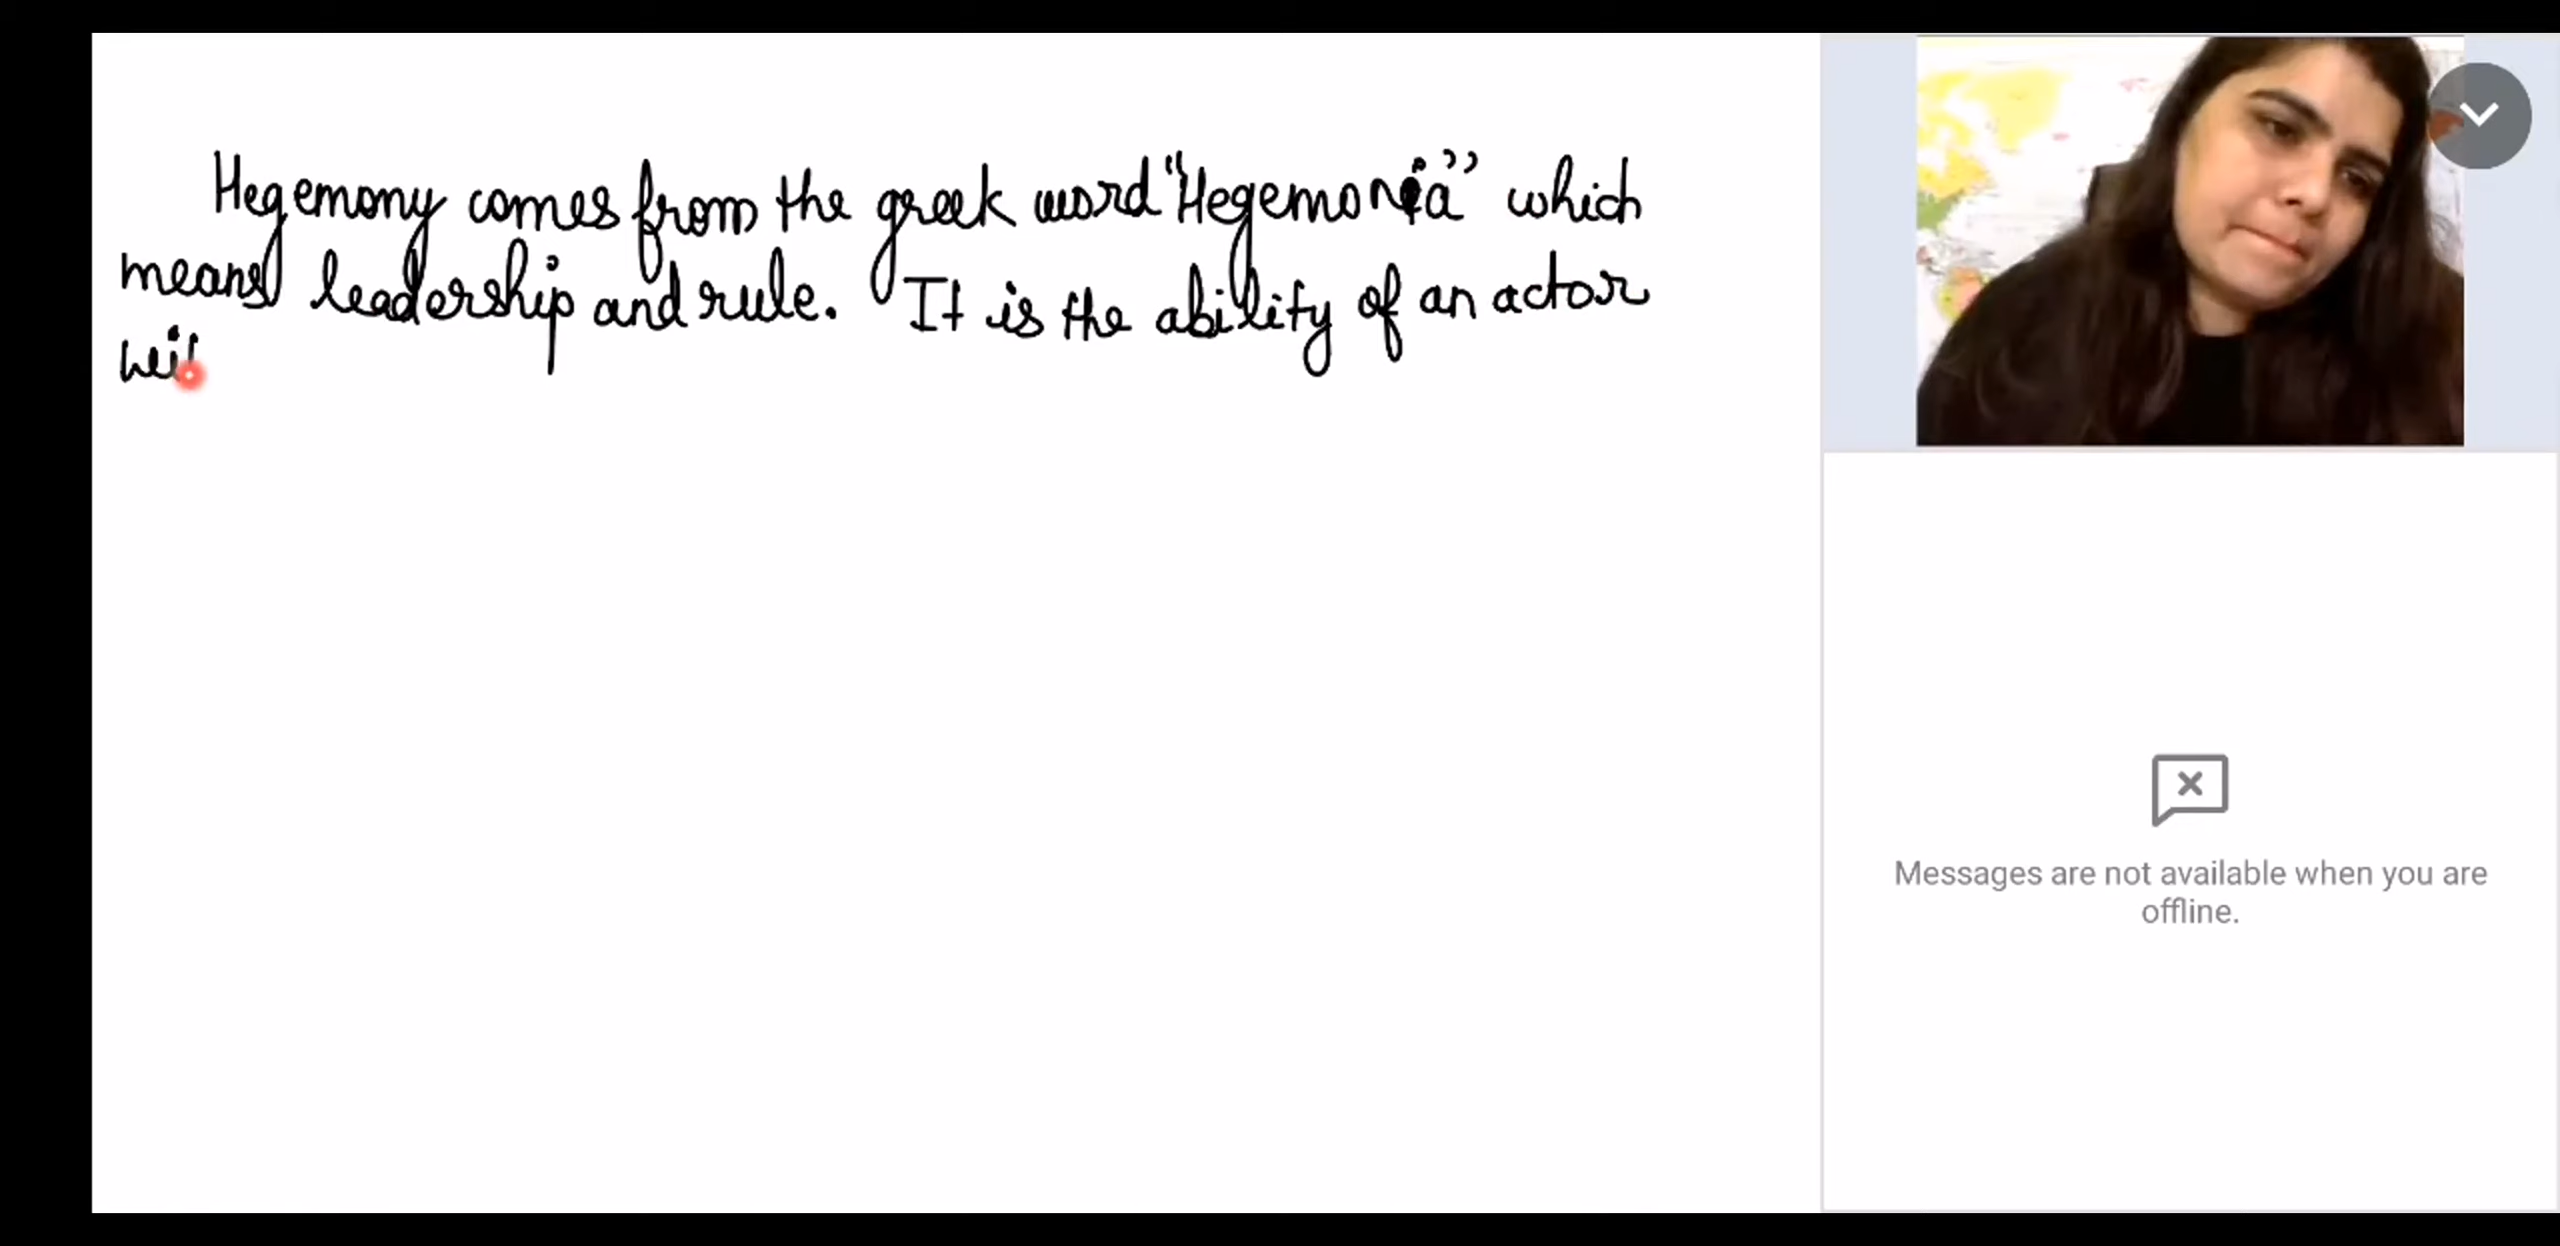 Hegemony comes from the greek word "Hegemonia" which
means leadership and rule. It is the ability of an actor
Messages are not available when you are
offline.